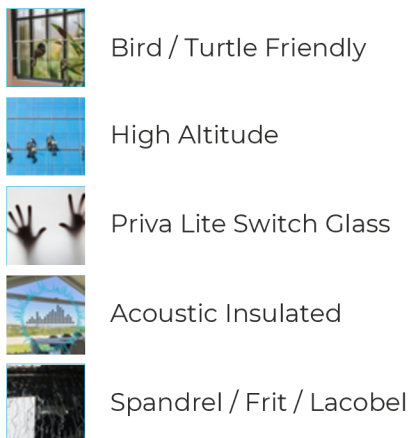 Bird / Turtle Friendly
High Altitude
Priva Lite Switch Glass
Acoustic Insulated
Spandrel / Frit / Lacobel